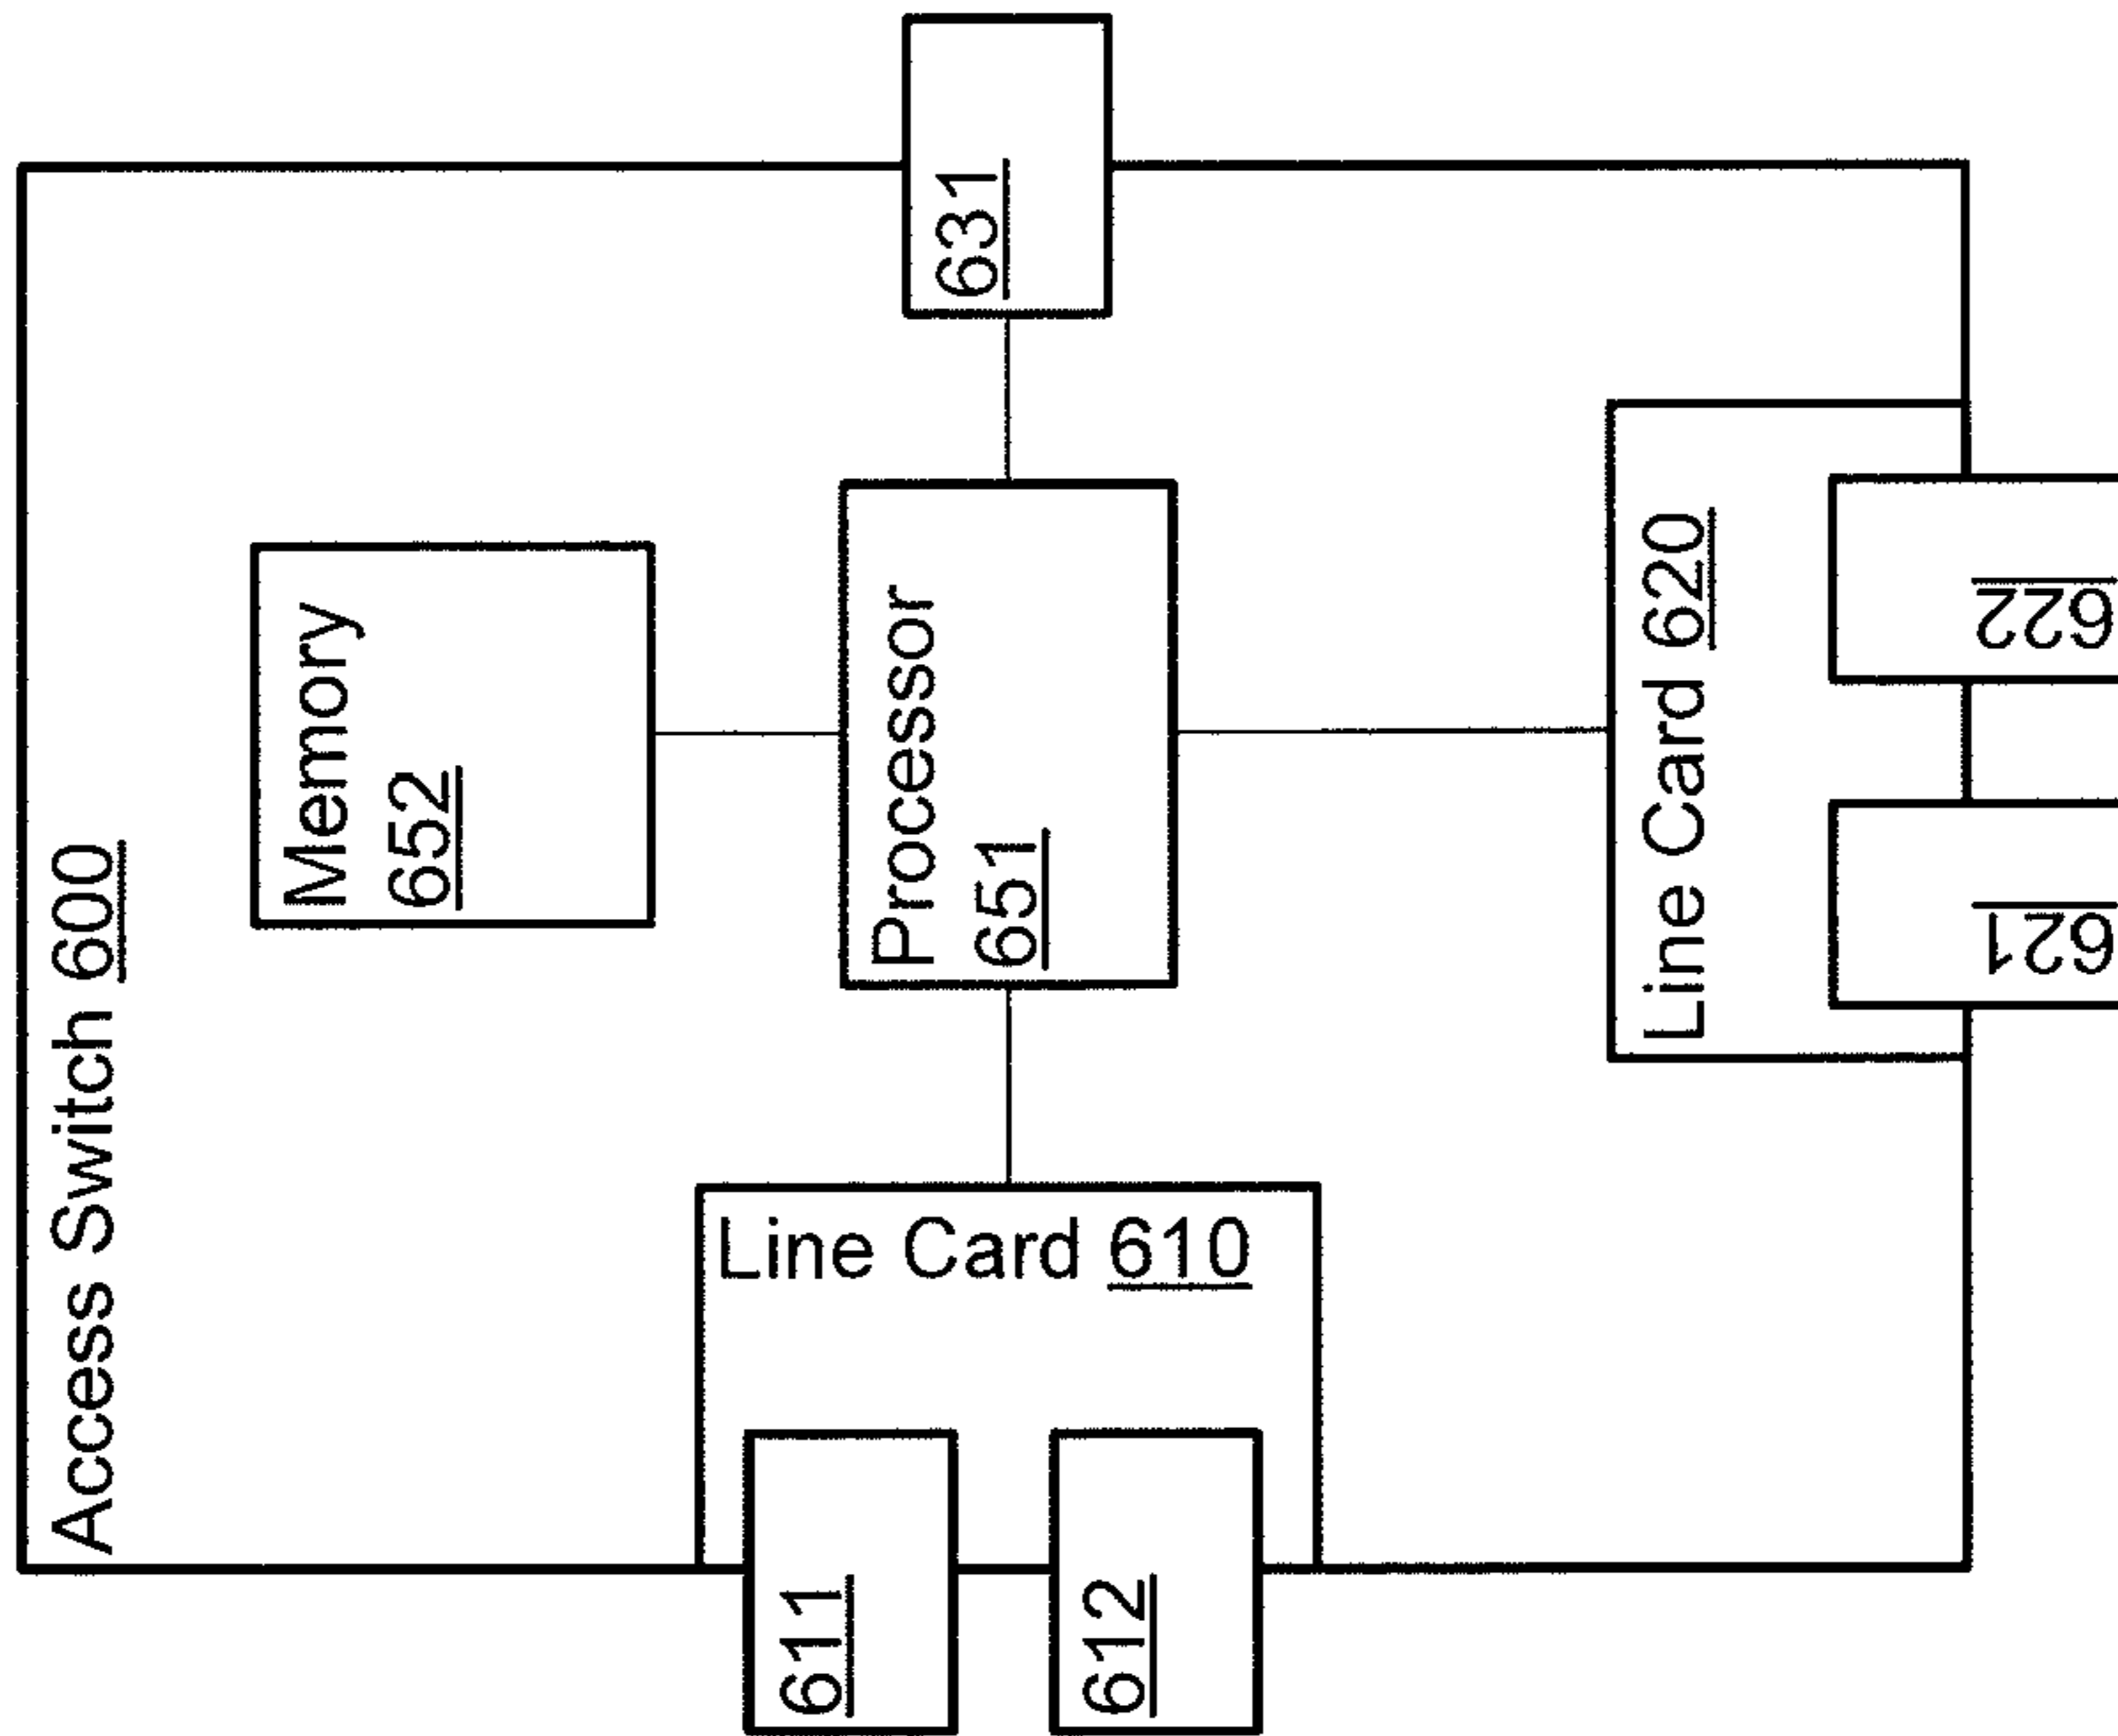 Access Switch 600
Memory
652
Processor
651
631
Line Card 610
611
612
Line Card 620
621
622